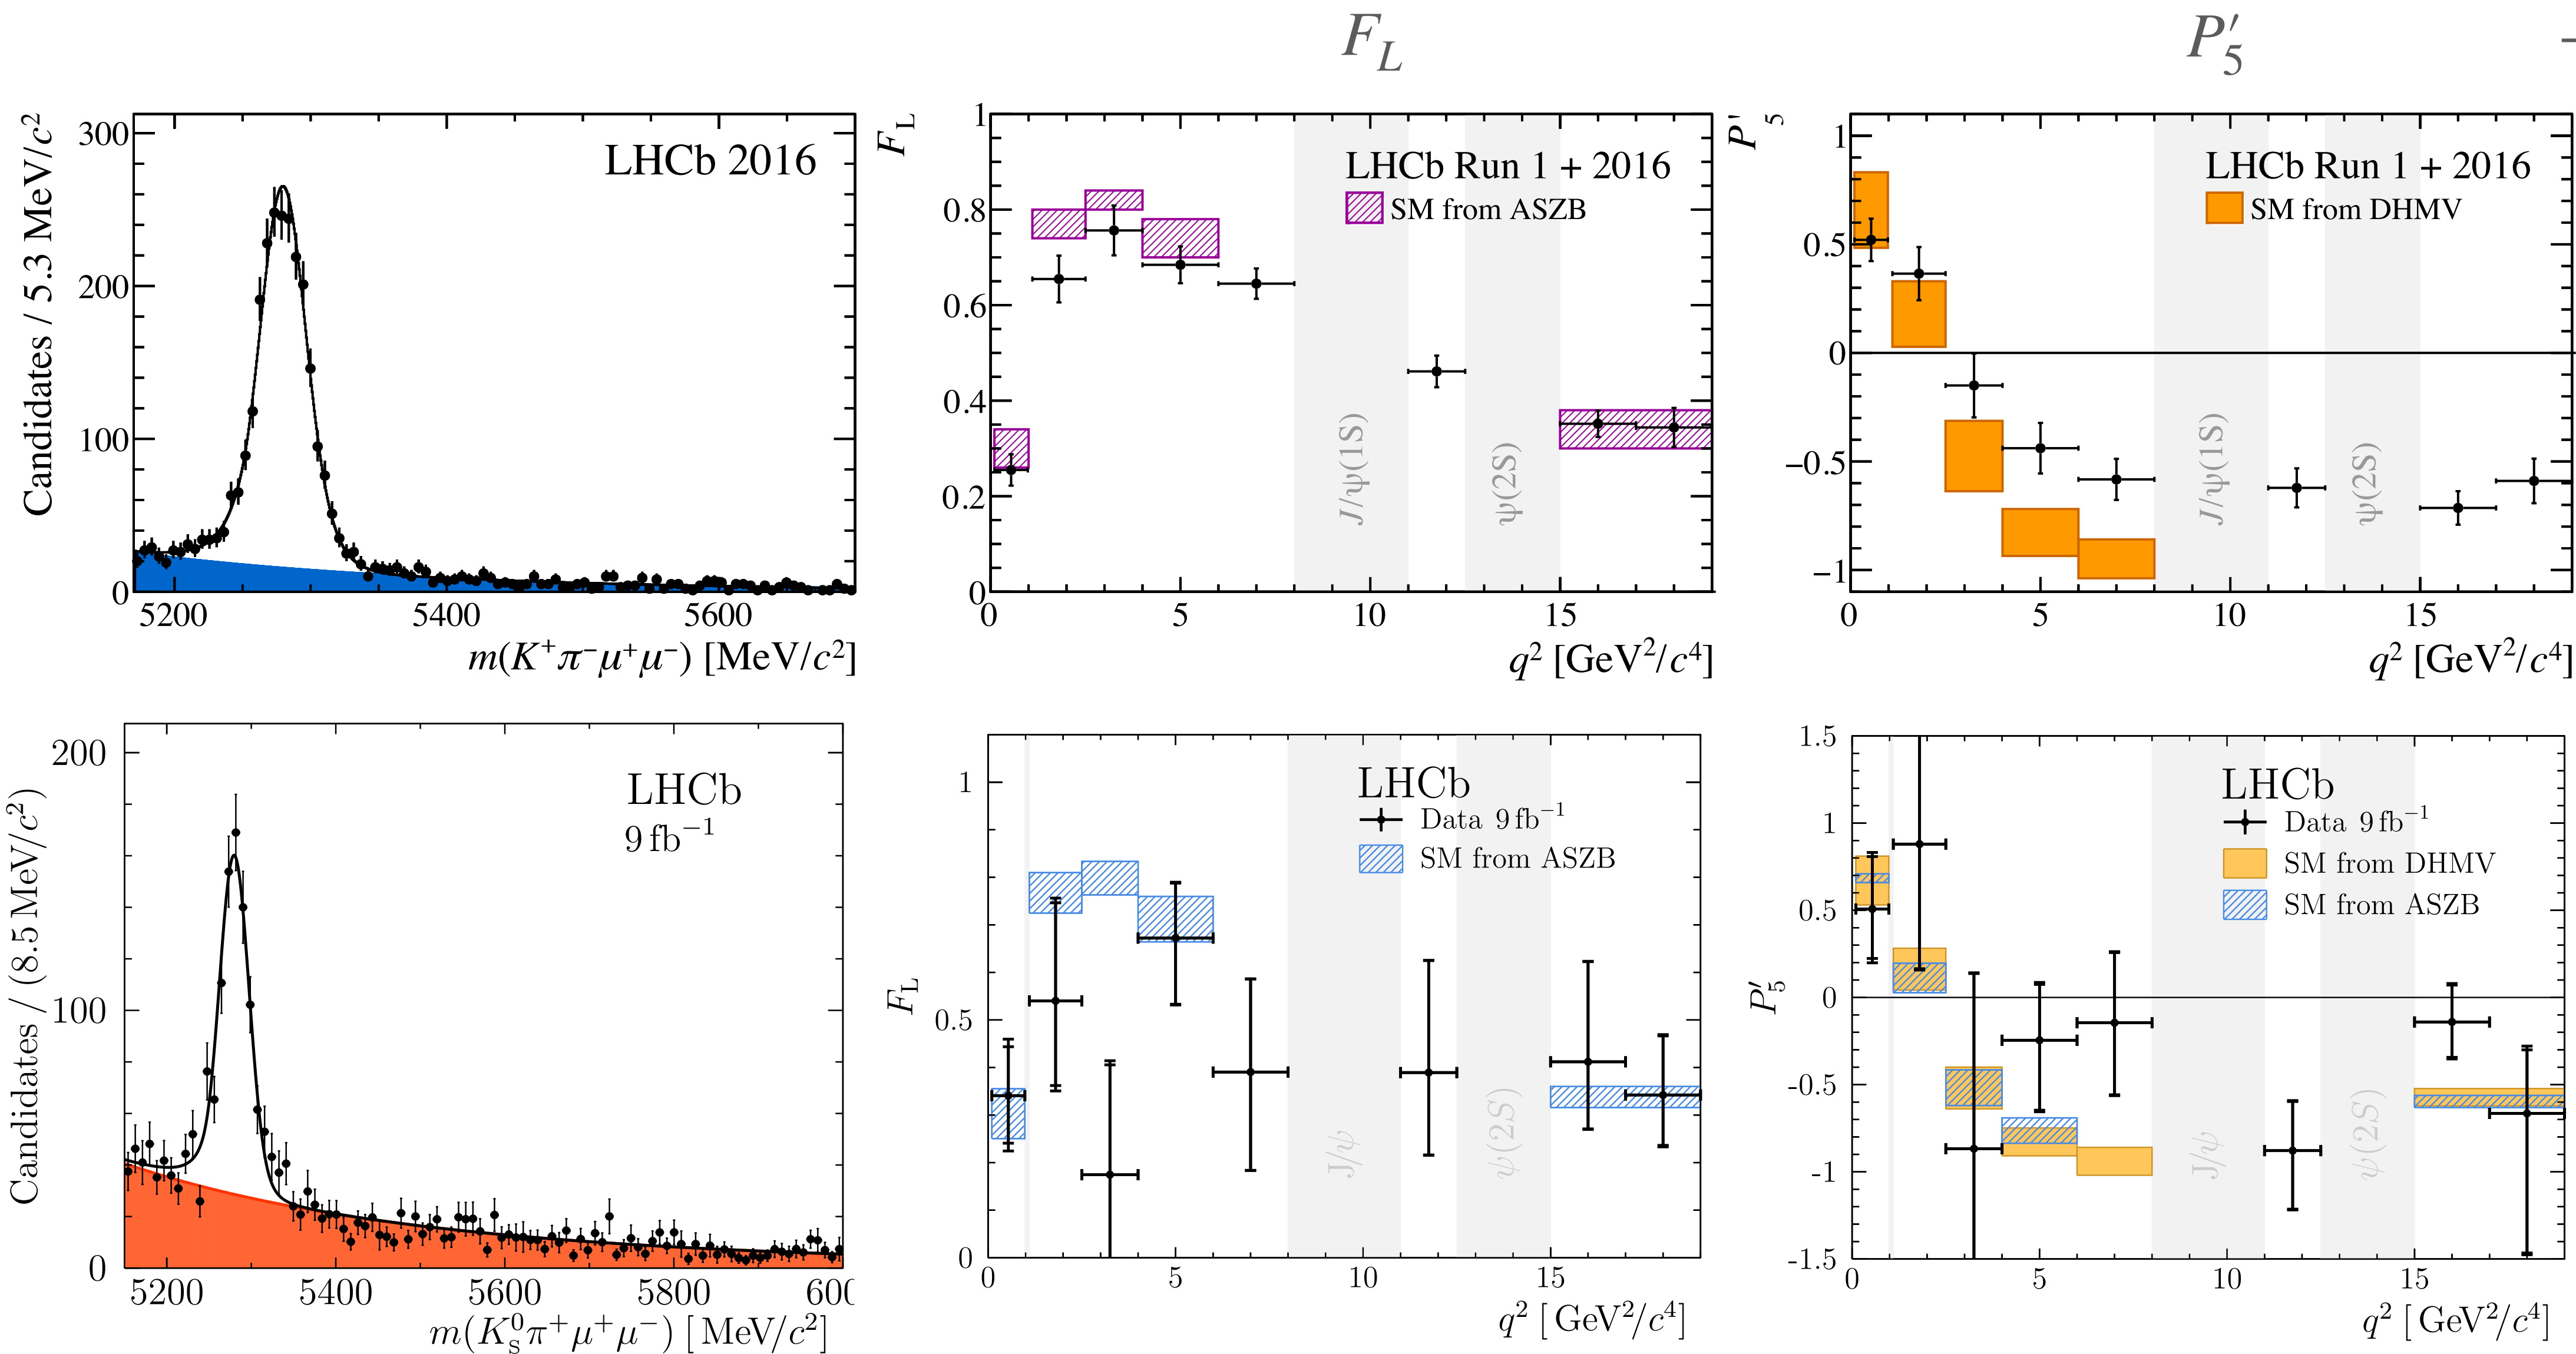 F_L
P′_5
Candidates / 5.3 MeV/c²
300
200
100
0
LHCb 2016
5200
5400
5600
m(K⁺π⁻μ⁺μ⁻) [MeV/c²]
F_L
1
0.8
0.6
0.4
0.2
0
LHCb Run 1 + 2016
SM from ASZB
J/ψ(1S)
ψ(2S)
0
5
10
15
q² [GeV²/c⁴]
P'_5
1
0.5
0
−0.5
−1
LHCb Run 1 + 2016
SM from DHMV
J/ψ(1S)
ψ(2S)
0
5
10
15
q² [GeV²/c⁴]
Candidates / (8.5 MeV/c²)
200
100
0
LHCb
9 fb⁻¹
5200
5400
5600
5800
600
m(K⁰_S π⁺μ⁺μ⁻) [MeV/c²]
F_L
1
0.5
0
LHCb
Data 9 fb⁻¹
SM from ASZB
J/ψ
ψ(2S)
0
5
10
15
q² [GeV²/c⁴]
P′_5
1.5
1
0.5
0
-0.5
-1
-1.5
LHCb
Data 9 fb⁻¹
SM from DHMV
SM from ASZB
J/ψ
ψ(2S)
0
5
10
15
q² [GeV²/c⁴]